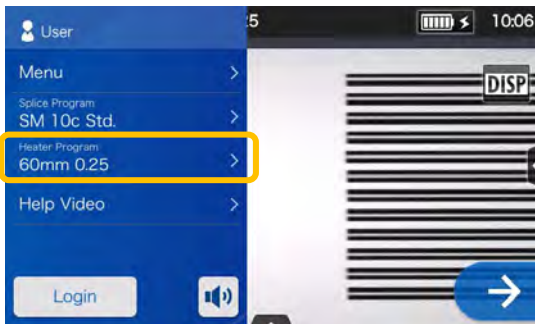 User
5
10:06
Menu
DISP
Splice Program
SM 10c Std.
Heater Program
60mm 0.25
Help Video
Login